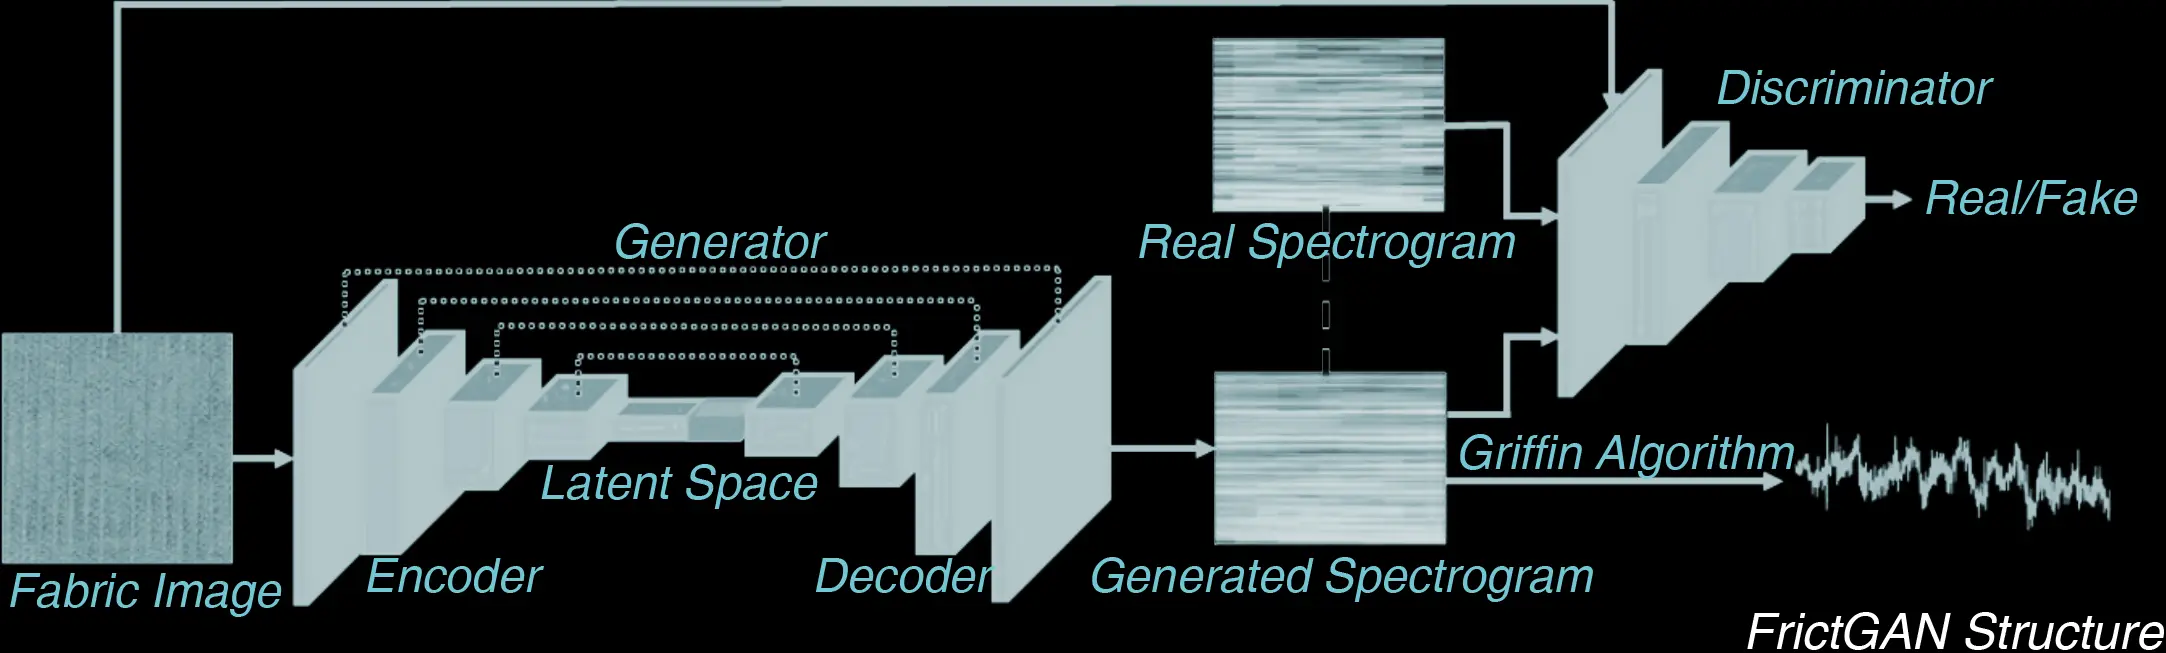 Discriminator
Real/Fake
Generator
Real Spectrogram
Griffin Algorithm
Latent Space
Fabric Image
Encoder
Decoder
Generated Spectrogram
FrictGAN Structure